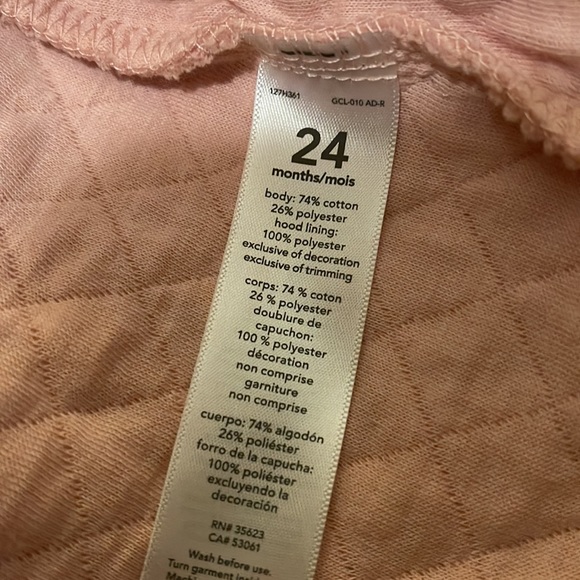 127H361 GCL-010 AD-R
24
months/mois
body: 74% cotton
26% polyester
hood lining:
100% polyester
exclusive of decoration
exclusive of trimming
corps: 74 % coton
26 % polyester
doublure de
capuchon:
100 % polyester
décoration
non comprise
garniture
non comprise
cuerpo: 74% algodón
26% poliéster
forro de la capucha:
100% poliéster
excluyendo la
decoración
RN# 35623
CA# 53061
Wash before use.
Turn garment